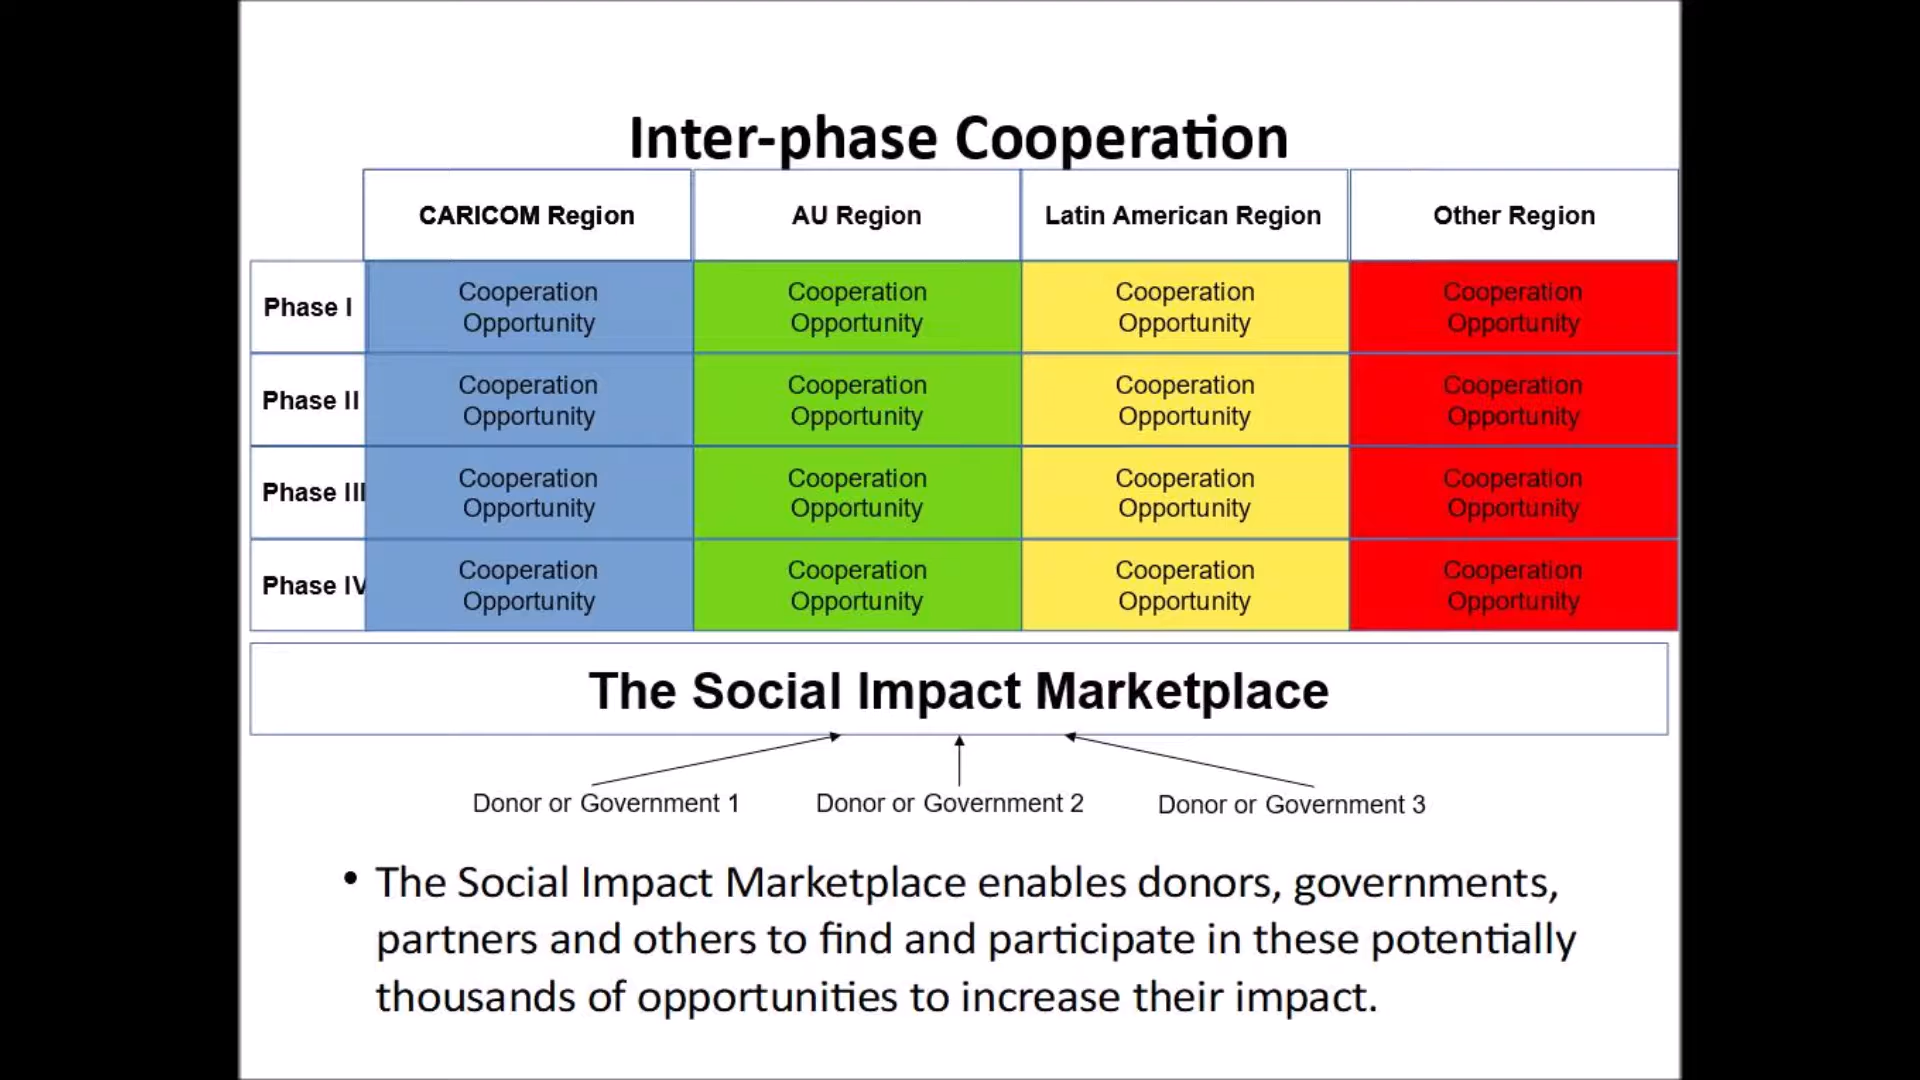 Inter-phase Cooperation
CARICOM Region
AU Region
Latin American Region
Other Region
Phase I
Cooperation
Opportunity
Cooperation
Opportunity
Cooperation
Opportunity
Cooperation
Opportunity
Phase II
Cooperation
Opportunity
Cooperation
Opportunity
Cooperation
Opportunity
Cooperation
Opportunity
Phase III
Cooperation
Opportunity
Cooperation
Opportunity
Cooperation
Opportunity
Cooperation
Opportunity
Phase IV
Cooperation
Opportunity
Cooperation
Opportunity
Cooperation
Opportunity
Cooperation
Opportunity
The Social Impact Marketplace
Donor or Government 1
Donor or Government 2
Donor or Government 3
• The Social Impact Marketplace enables donors, governments,
partners and others to find and participate in these potentially
thousands of opportunities to increase their impact.